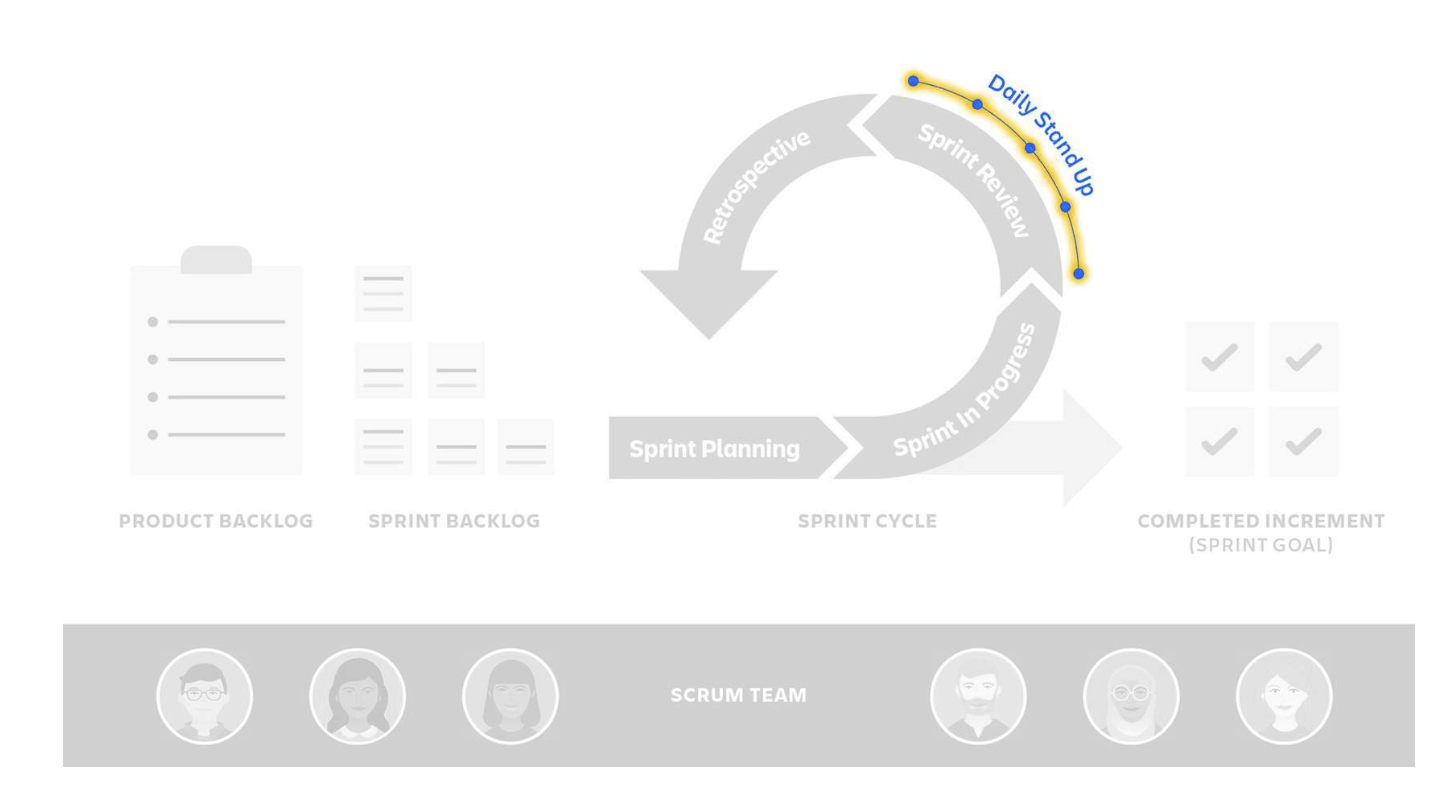 Daily Stand Up
Retrospective
Sprint Review
Sprint In Progress
Sprint Planning
PRODUCT BACKLOG
SPRINT BACKLOG
SPRINT CYCLE
COMPLETED INCREMENT
(SPRINT GOAL)
SCRUM TEAM